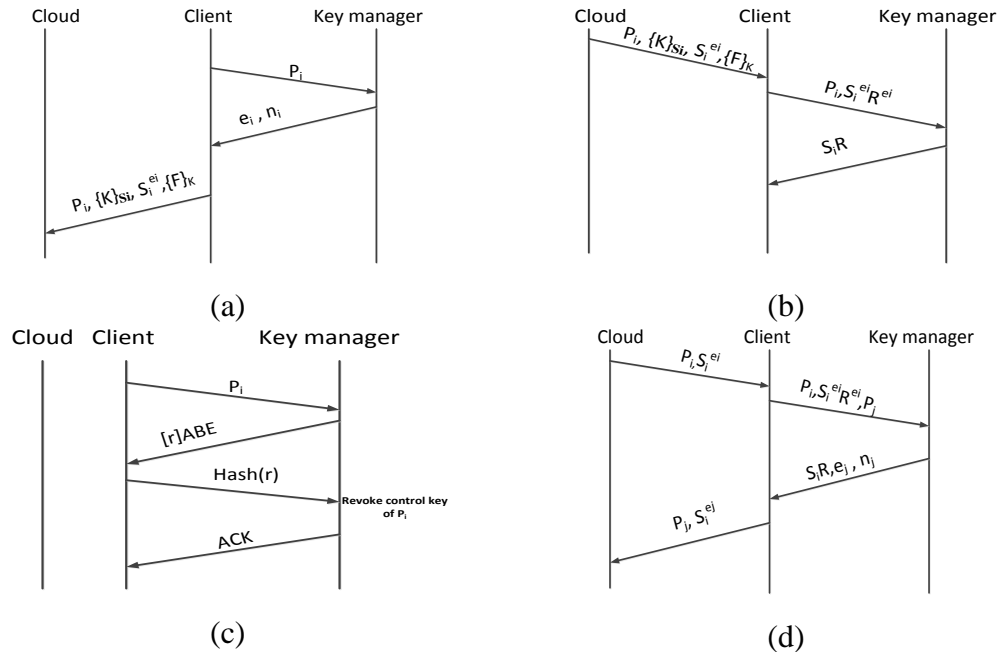 Cloud Client Key manager
P_i
e_i , n_i
P_i, {K}_Si, S_i^ei,{F}_K
(a)
Cloud Client Key manager
P_i, {K}_Si, S_i^ei,{F}_K
P_i,S_i^ei R^ei
S_iR
(b)
Cloud Client Key manager
P_i
[r]ABE
Hash(r)
Revoke control key
of P_i
ACK
(c)
Cloud Client Key manager
P_i,S_i^ei
P_i,S_i^ei R^ei,P_j
S_iR,e_j , n_j
P_j, S_i^ej
(d)